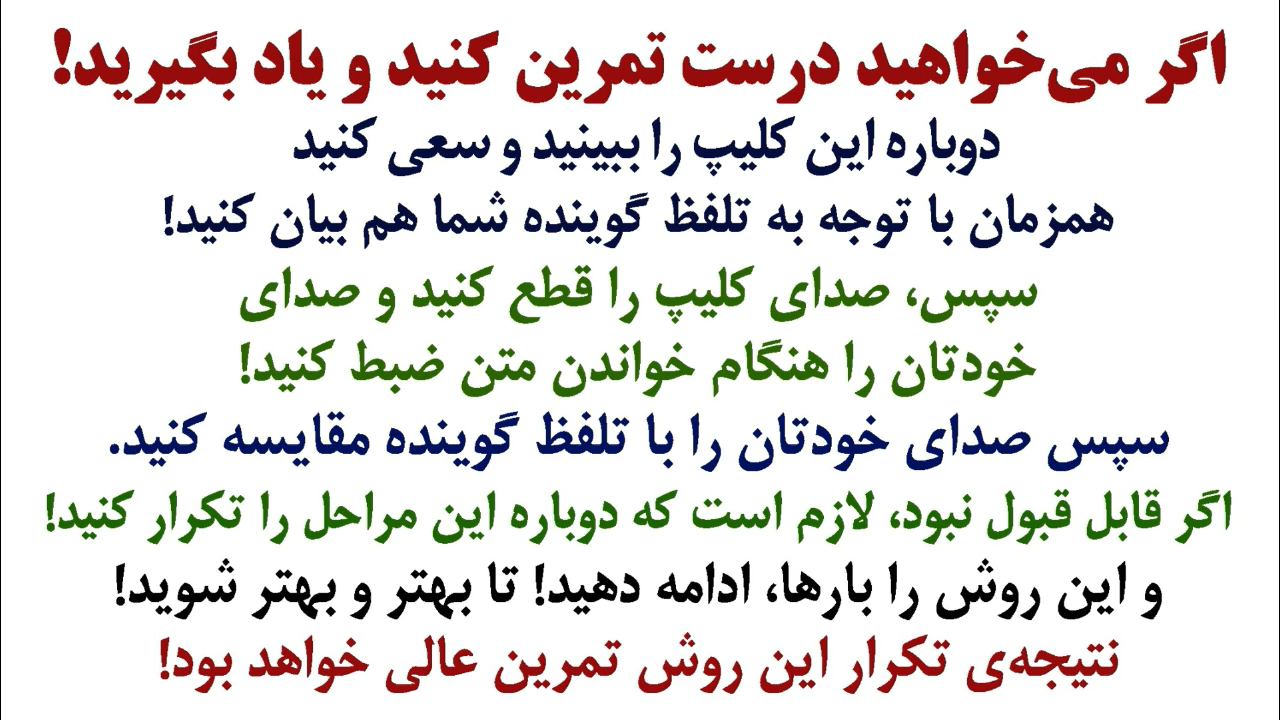 اگر می‌خواهید درست تمرین کنید و یاد بگیرید!
دوباره این کلیپ را ببینید و سعی کنید
همزمان با توجه به تلفظ گوینده شما هم بیان کنید!
سپس، صدای کلیپ را قطع کنید و صدای
خودتان را هنگام خواندن متن ضبط کنید!
سپس صدای خودتان را با تلفظ گوینده مقایسه کنید.
اگر قابل قبول نبود، لازم است که دوباره این مراحل را تکرار کنید!
و این روش را بارها، ادامه دهید! تا بهتر و بهتر شوید!
نتیجه‌ی تکرار این روش تمرین عالی خواهد بود!